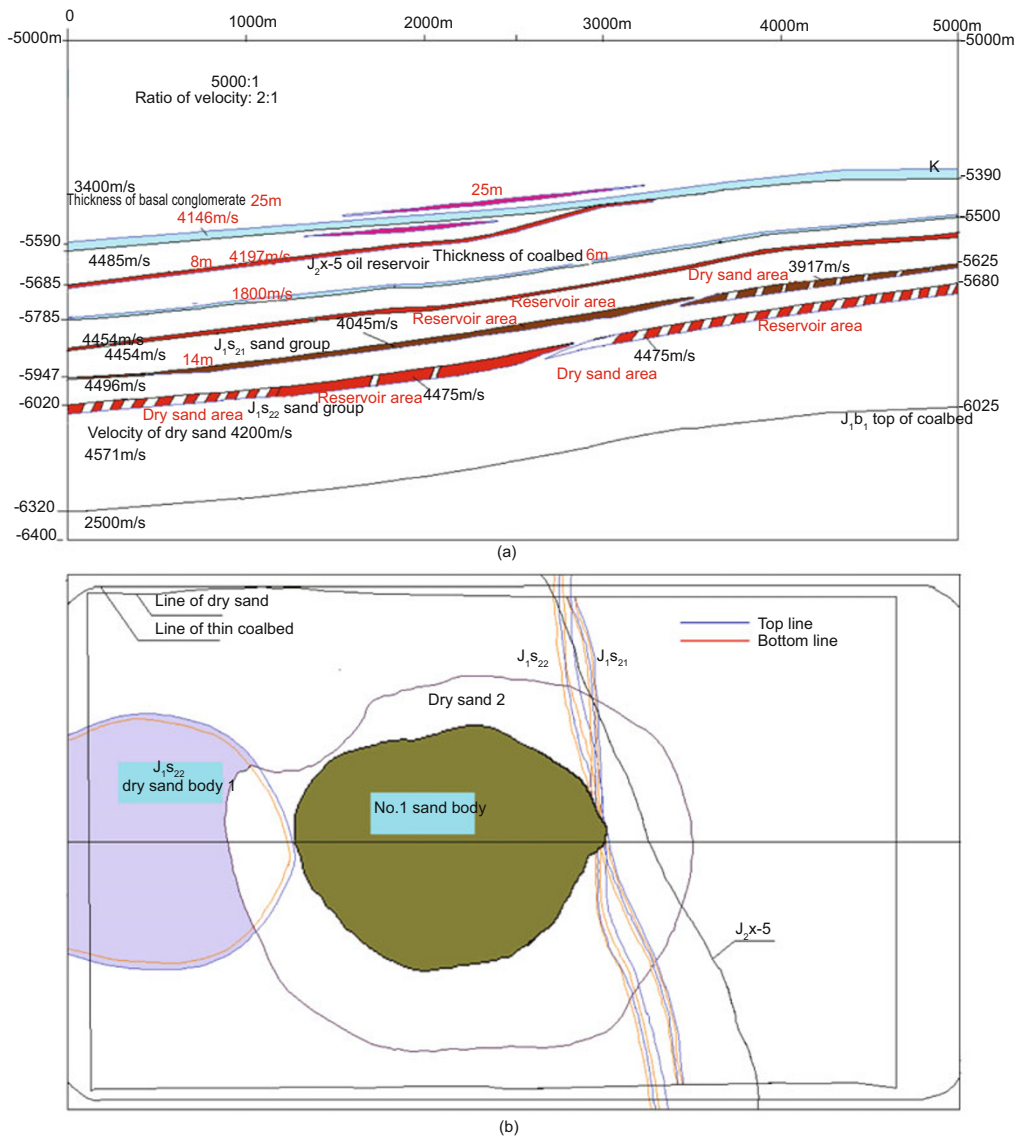 0
1000m
2000m
3000m
4000m
5000m
-5000m
-5000m
5000:1
Ratio of velocity: 2:1
K
3400m/s
Thickness of basal conglomerate 25m
25m
4146m/s
-5390
-5500
-5590
4485m/s
8m
4197m/s
J₂x-5 oil reservoir
Thickness of coalbed 6m
-5625
Dry sand area
3917m/s
-5680
-5685
1800m/s
Reservoir area
-5785
4045m/s
Reservoir area
Reservoir area
4454m/s
4454m/s
J₁s₂₁ sand group
14m
4475m/s
-5947
4496m/s
Dry sand area
Reservoir area
4475m/s
-6020
Dry sand area
J₁s₂₂ sand group
-6025
J₁b₁ top of coalbed
Velocity of dry sand 4200m/s
4571m/s
-6320
2500m/s
-6400
(a)
Line of dry sand
Line of thin coalbed
Top line
Bottom line
J₁s₂₂
J₁s₂₁
Dry sand 2
J₁s₂₂
dry sand body 1
No.1 sand body
J₂x-5
(b)